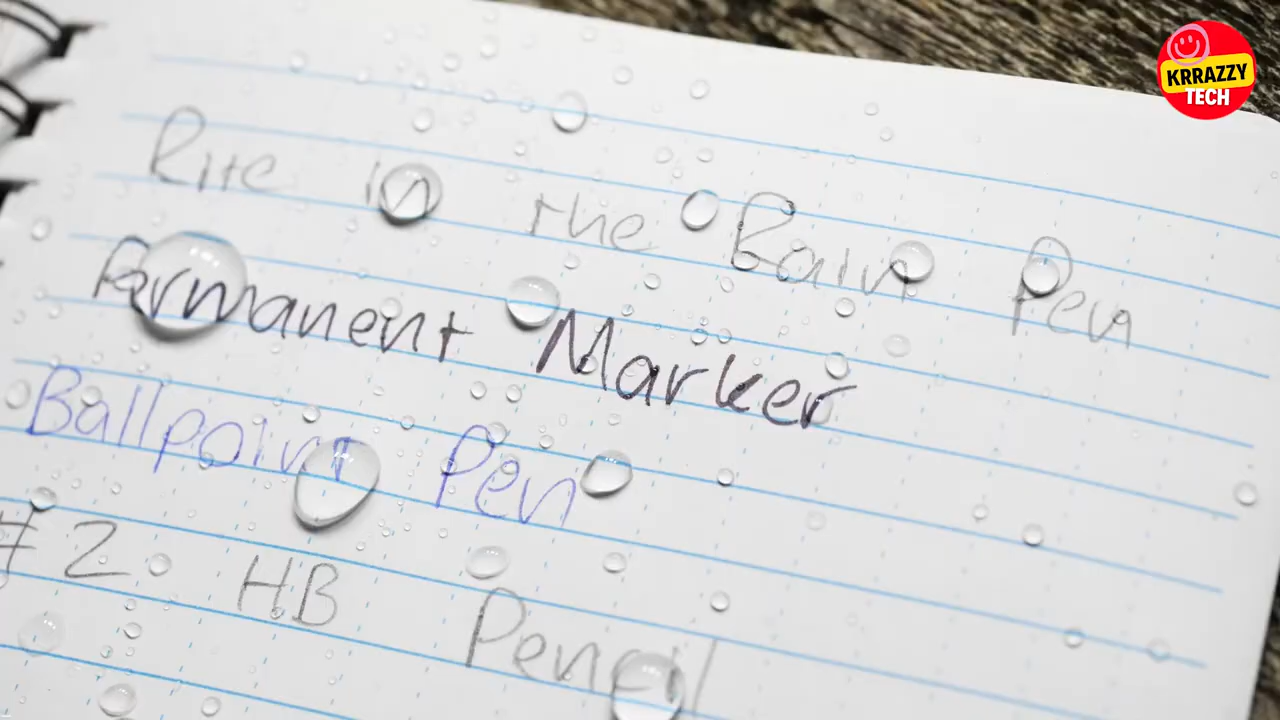 KRRAZZY
TECH
Rite in the Rain Pen
Permanent Marker
Ballpoint Pen
#2 HB Pencil